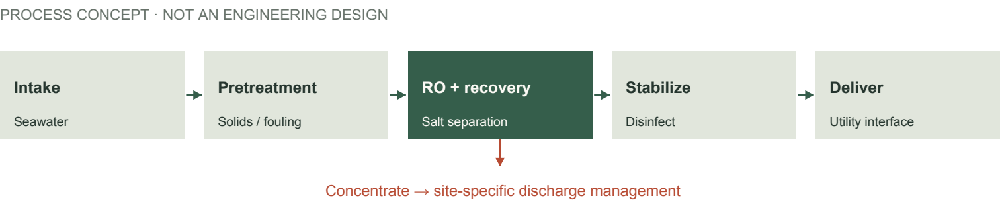 PROCESS CONCEPT · NOT AN ENGINEERING DESIGN
Intake
Seawater
Pretreatment
Solids / fouling
RO + recovery
Salt separation
Stabilize
Disinfect
Deliver
Utility interface
Concentrate → site-specific discharge management